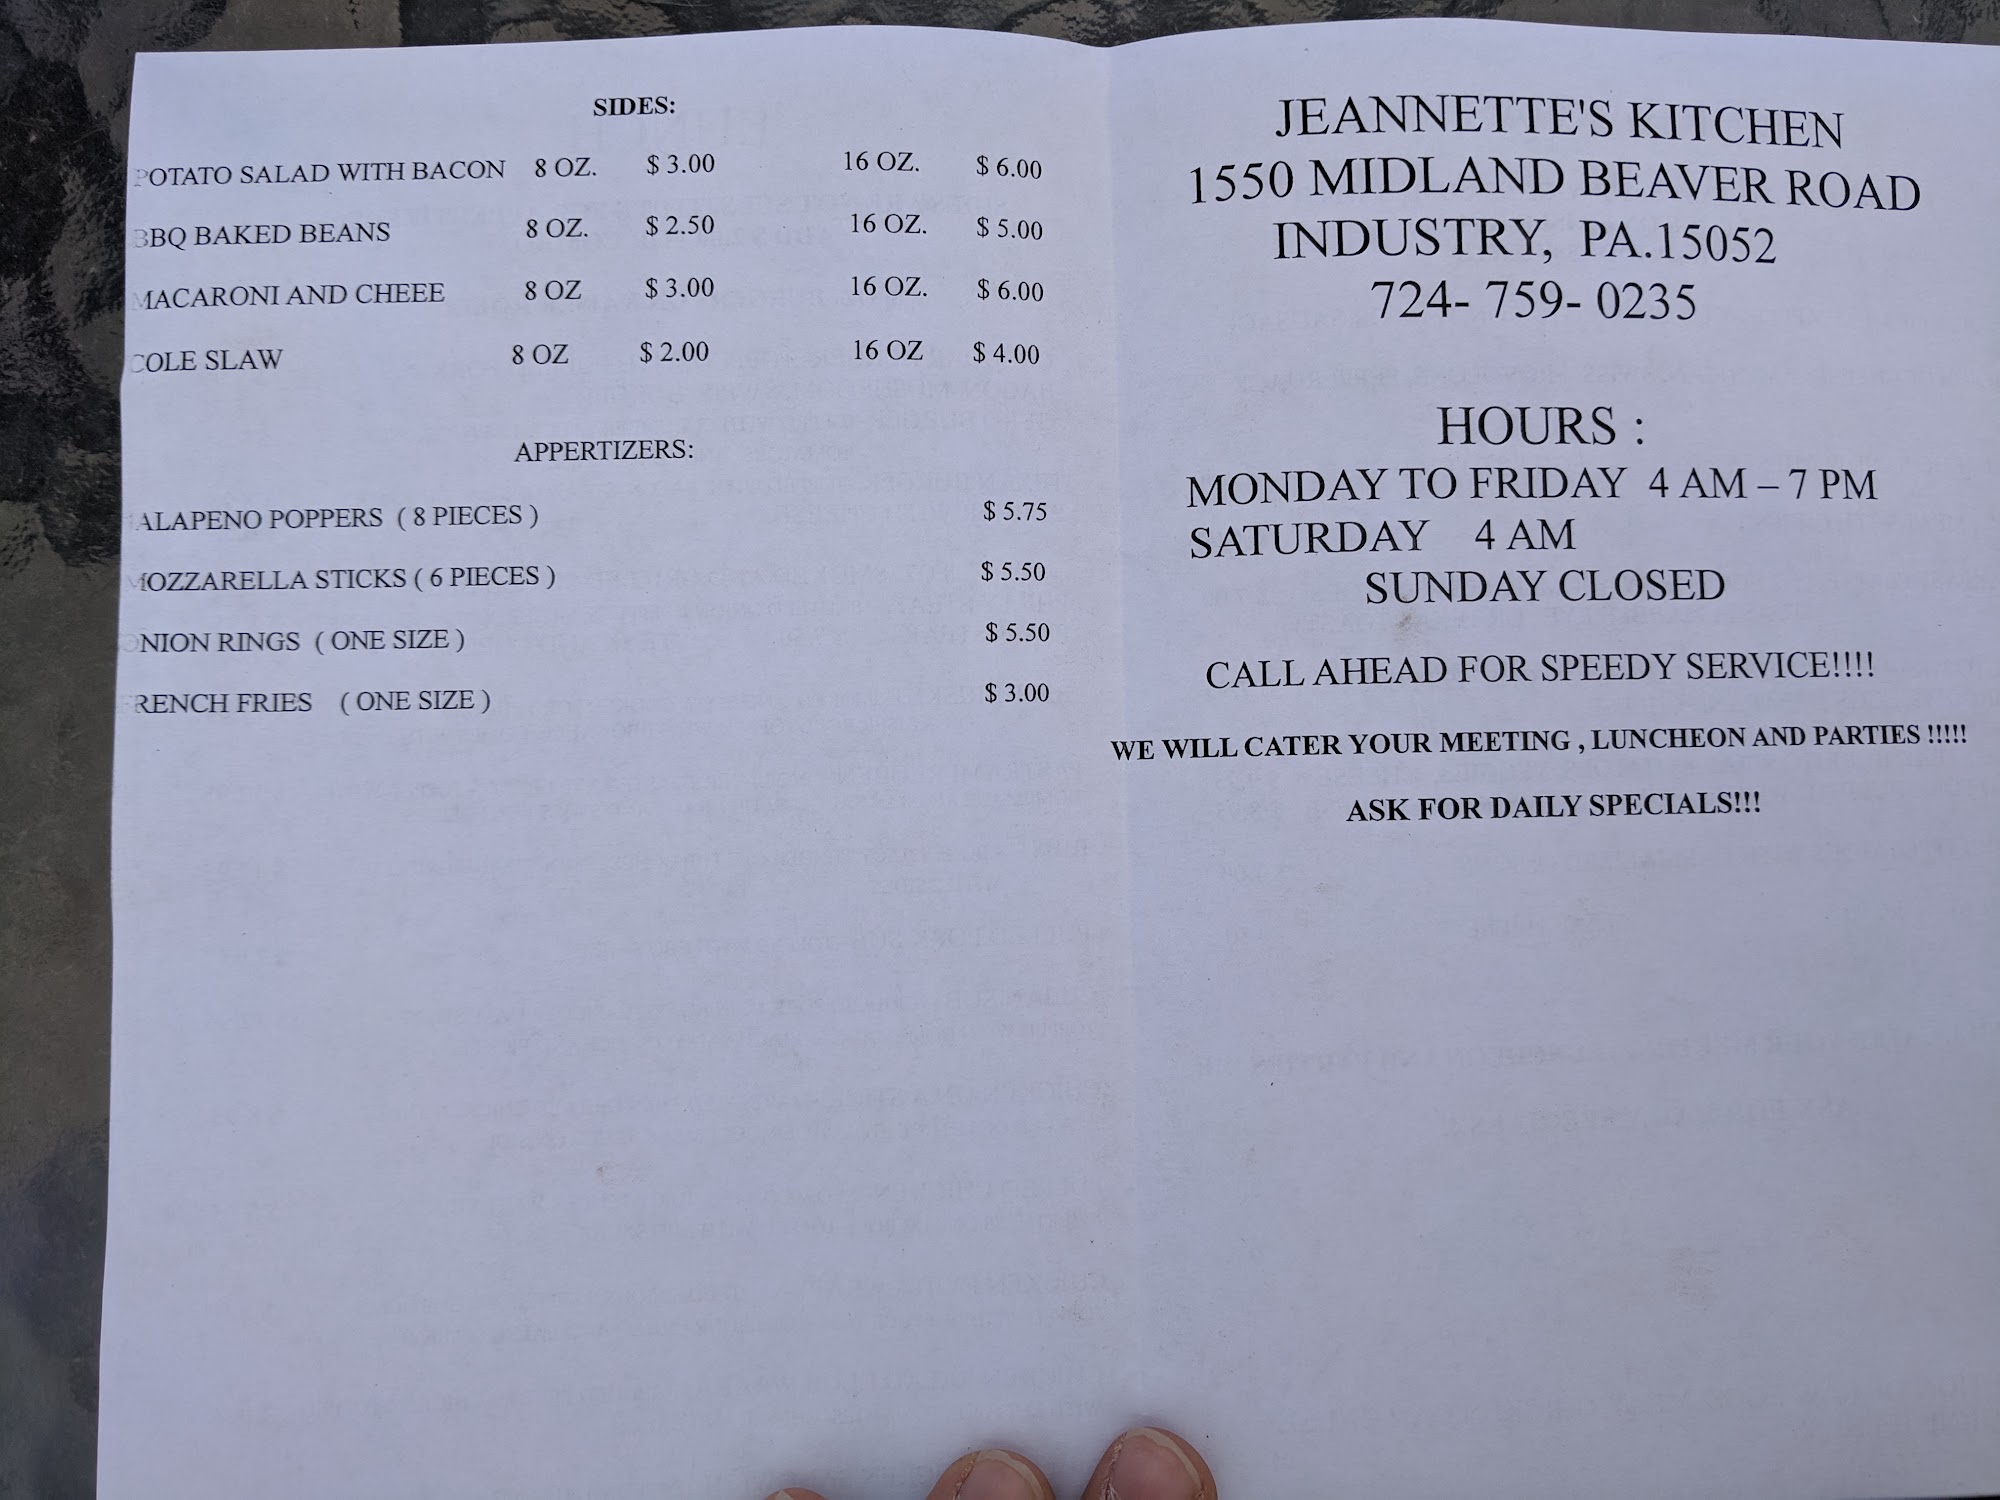 SIDES:
POTATO SALAD WITH BACON 8 OZ. $ 3.00 16 OZ. $ 6.00
BBQ BAKED BEANS 8 OZ. $ 2.50 16 OZ. $ 5.00
MACARONI AND CHEEE 8 OZ $ 3.00 16 OZ. $ 6.00
COLE SLAW 8 OZ $ 2.00 16 OZ $ 4.00
APPERTIZERS:
JALAPENO POPPERS ( 8 PIECES ) $ 5.75
MOZZARELLA STICKS ( 6 PIECES ) $ 5.50
ONION RINGS ( ONE SIZE ) $ 5.50
FRENCH FRIES ( ONE SIZE ) $ 3.00
JEANNETTE'S KITCHEN
1550 MIDLAND BEAVER ROAD
INDUSTRY, PA.15052
724- 759- 0235
HOURS :
MONDAY TO FRIDAY 4 AM – 7 PM
SATURDAY 4 AM
SUNDAY CLOSED
CALL AHEAD FOR SPEEDY SERVICE!!!!
WE WILL CATER YOUR MEETING , LUNCHEON AND PARTIES !!!!!
ASK FOR DAILY SPECIALS!!!